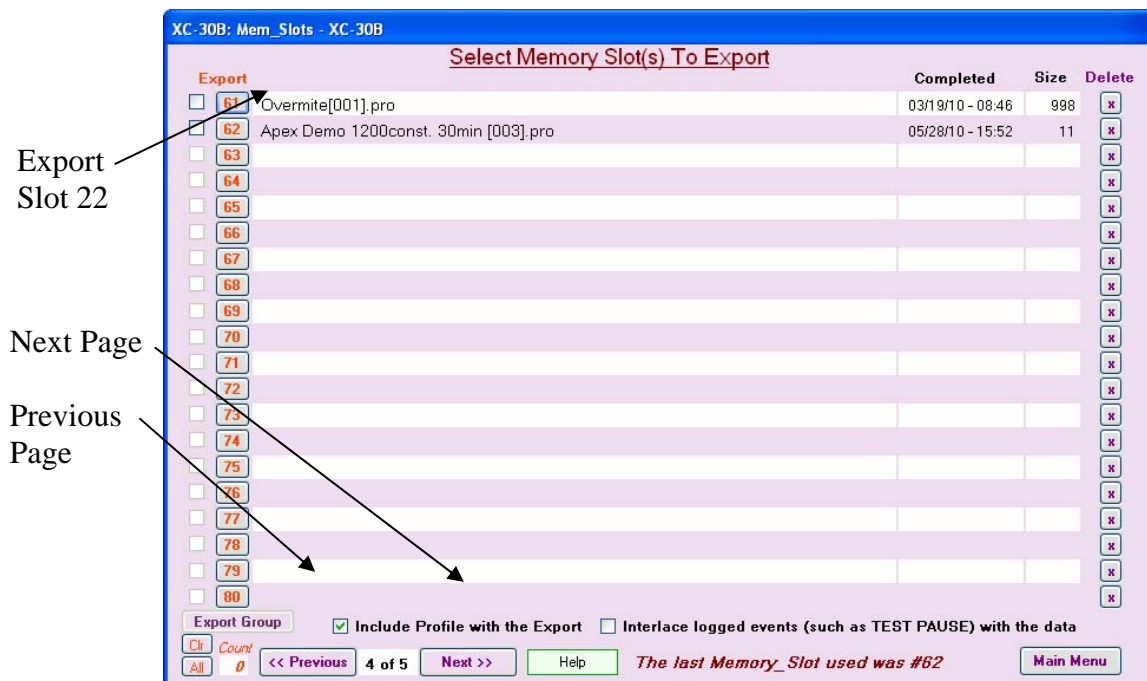 XC-30B: Mem_Slots - XC-30B
Select Memory Slot(s) To Export
Export Completed Size Delete
61 Overmite[001].pro 03/19/10 - 08:46 998 x
62 Apex Demo 1200const. 30min [003].pro 05/28/10 - 15:52 11 x
Export
Slot 22
63 x
64 x
65 x
66 x
67 x
68 x
69 x
Next Page
70 x
71 x
72 x
Previous
Page
73 x
74 x
75 x
76 x
77 x
78 x
79 x
80 x
Export Group Include Profile with the Export Interlace logged events (such as TEST PAUSE) with the data
Clr Count
All 0 << Previous 4 of 5 Next >> Help The last Memory_Slot used was #62 Main Menu